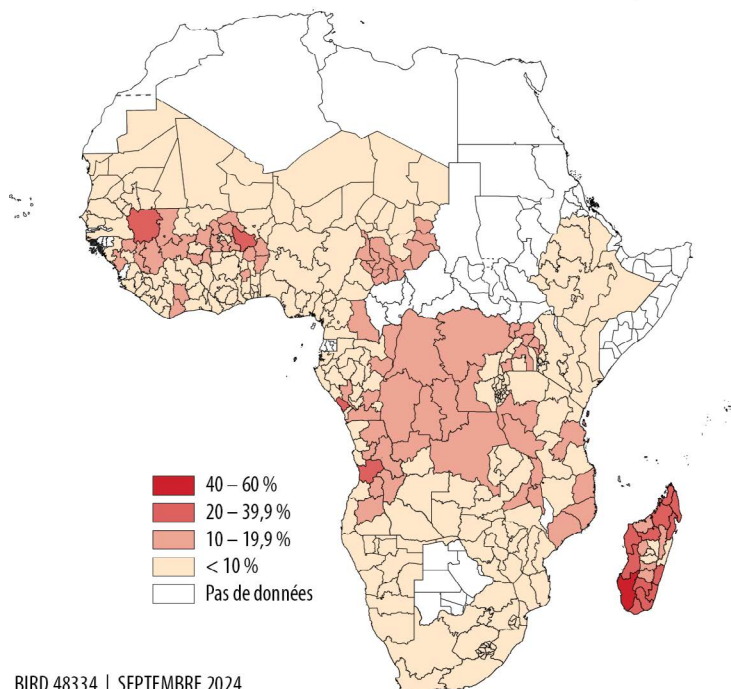 40 – 60 %
20 – 39,9 %
10 – 19,9 %
< 10 %
Pas de données
BIRD 48334 | SEPTEMBRE 2024